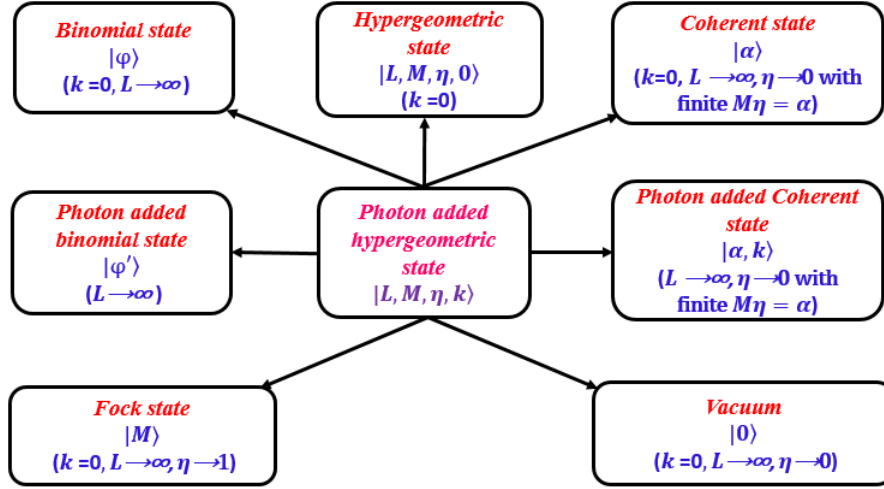 Binomial state
|φ⟩
(k =0, L →∞)
Hypergeometric
state
|L, M, η, 0⟩
(k =0)
Coherent state
|α⟩
(k=0, L →∞, η→0 with
finite Mη = α)
Photon added
binomial state
|φ′⟩
(L→∞)
Photon added
hypergeometric
state
|L, M, η, k⟩
Photon added Coherent
state
|α, k⟩
(L →∞, η→0 with
finite Mη = α)
Fock state
|M⟩
(k =0, L→∞, η→1)
Vacuum
|0⟩
(k =0, L→∞, η→0)